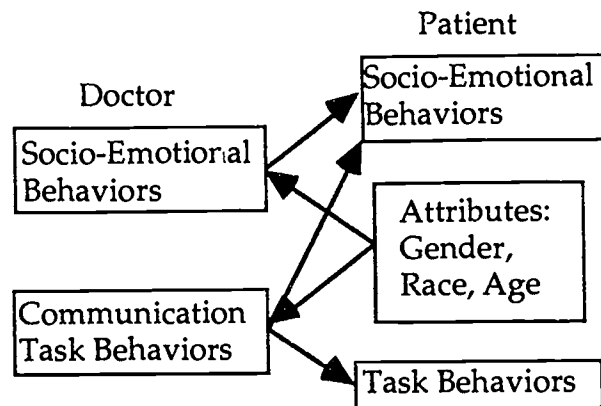 Patient
Socio-Emotional
Behaviors
Doctor
Socio-Emotional
Behaviors
Attributes:
Gender,
Race, Age
Communication
Task Behaviors
Task Behaviors